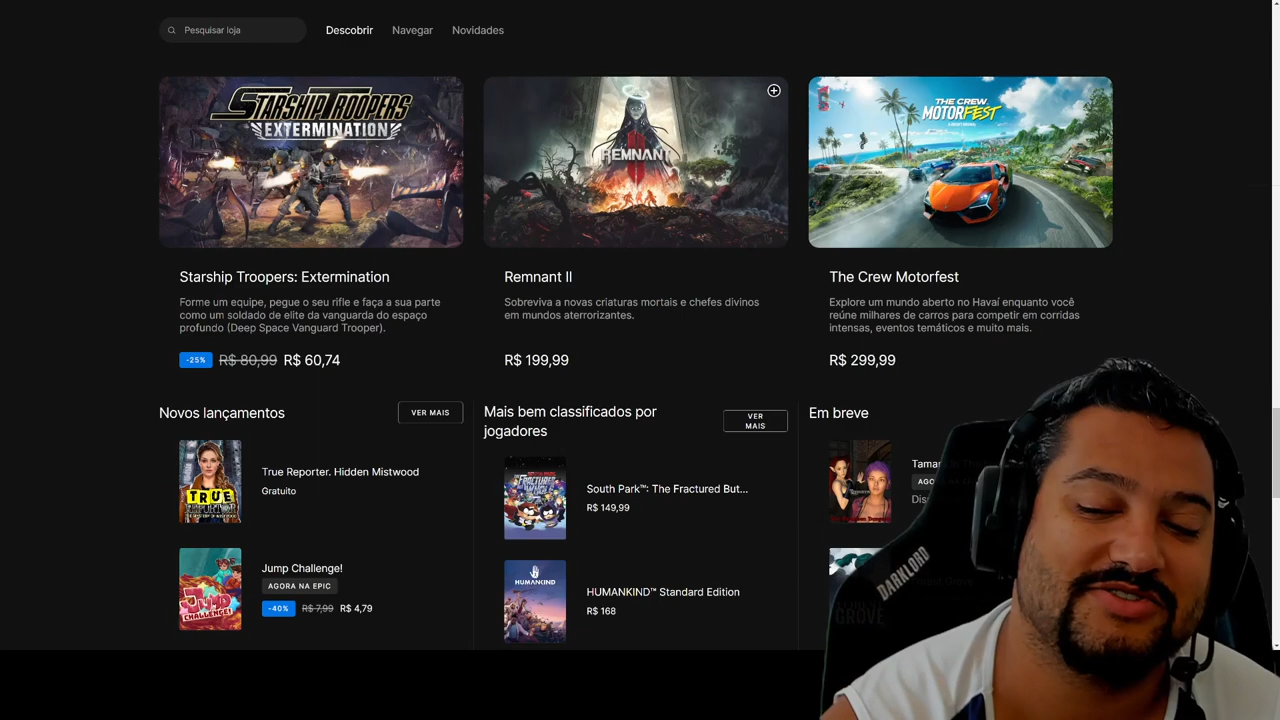 Pesquisar loja
Descobrir
Navegar
Novidades
STARSHIP TROOPERS
EXTERMINATION
REMNANT
THE CREW
MOTORFEST
Starship Troopers: Extermination
Forme um equipe, pegue o seu rifle e faça a sua parte
como um soldado de elite da vanguarda do espaço
profundo (Deep Space Vanguard Trooper).
-25% R$ 80,99 R$ 60,74
Remnant II
Sobreviva a novas criaturas mortais e chefes divinos
em mundos aterrorizantes.
R$ 199,99
The Crew Motorfest
Explore um mundo aberto no Havaí enquanto você
reúne milhares de carros para competir em corridas
intensas, eventos temáticos e muito mais.
R$ 299,99
Novos lançamentos
VER MAIS
TRUE
REPORTER
True Reporter. Hidden Mistwood
Gratuito
JUMP
CHALLENGE!
Jump Challenge!
AGORA NA EPIC
-40% R$ 7,99 R$ 4,79
Mais bem classificados por
jogadores
VER
MAIS
South Park™: The Fractured But...
R$ 149,99
HUMANKIND
HUMANKIND™ Standard Edition
R$ 168
Em breve
GROVE
DARKLORD